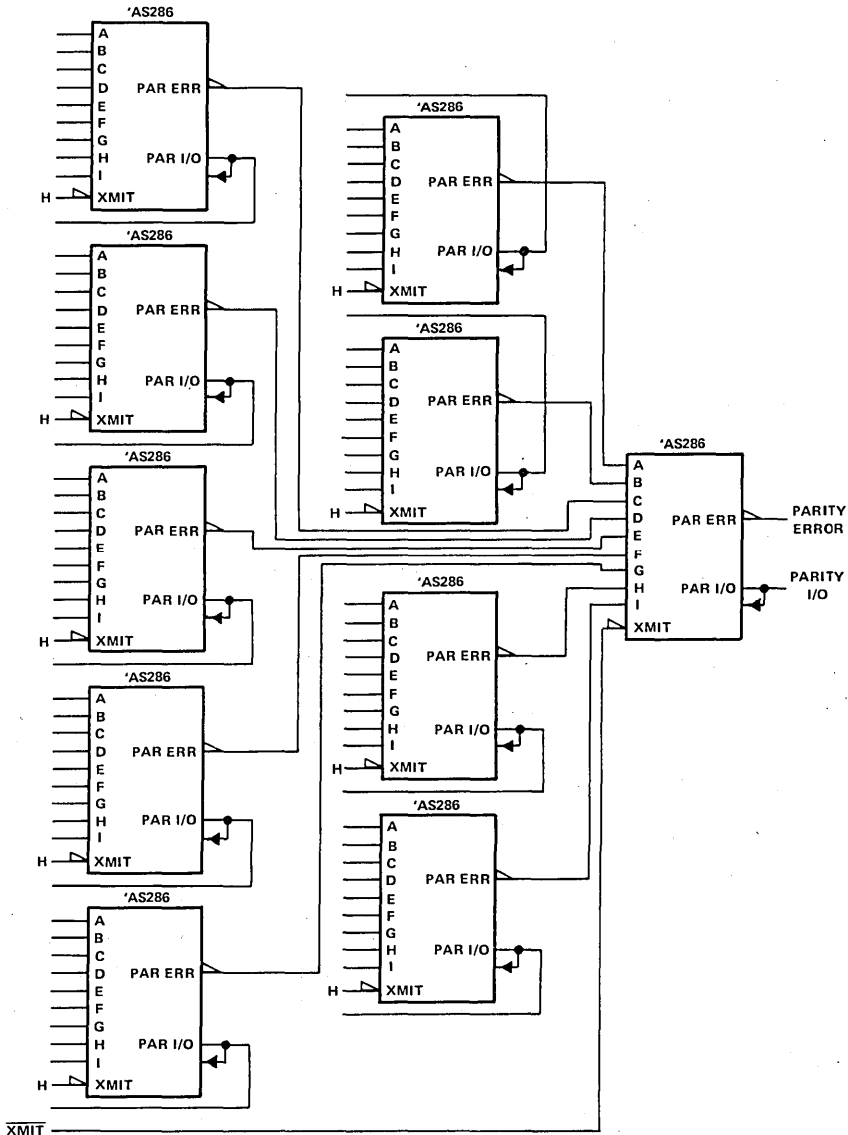 'AS286
A
B
C
D PAR ERR
E
F
G
H PAR I/O
I
H XMIT
'AS286
A
B
C
D PAR ERR
E
F
G
H PAR I/O
I
H XMIT
'AS286
A
B
C
D PAR ERR
E
F
G
H PAR I/O
I
H XMIT
'AS286
A
B
C
D PAR ERR
E
F
G
H PAR I/O
I
H XMIT
'AS286
A
B
C
D PAR ERR
E
F
G
H PAR I/O
I
H XMIT
'AS286
A
B
C
D PAR ERR
E
F
G
H PAR I/O
I
H XMIT
'AS286
A
B
C
D PAR ERR
E
F
G
H PAR I/O
I
H XMIT
'AS286
A
B
C
D PAR ERR
E
F
G
H PAR I/O
I
H XMIT
'AS286
A
B
C
D PAR ERR
E
F
G
H PAR I/O
I
H XMIT
'AS286
A
B
C
D PAR ERR PARITY
E ERROR
F
G
H PAR I/O PARITY
I I/O
XMIT
XMIT